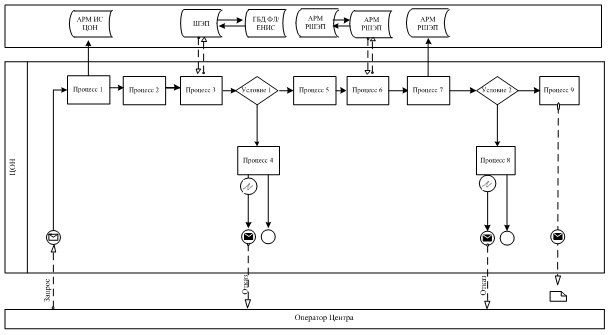 АРМ ИС
ЦОН
ШЭП
ГБД ФЛ/
ЕНИС
АРМ
РШЭП
АРМ
РШЭП
АРМ
РШЭП
ЦОН
Процесс 1
Процесс 2
Процесс 3
Условие 1
Процесс 5
Процесс 6
Процесс 7
Условие 2
Процесс 9
Процесс 4
Процесс 8
Запрос
Оператор Центра